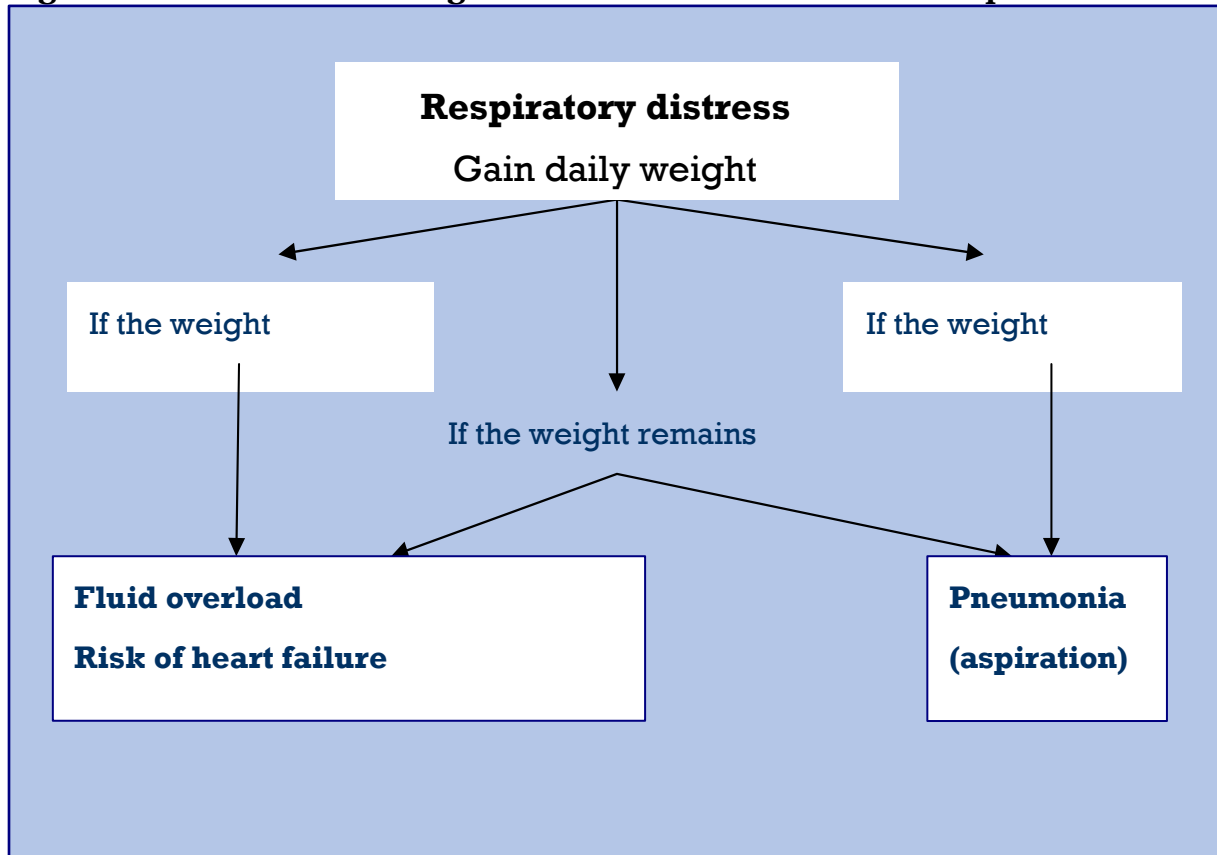 Respiratory distress
Gain daily weight
If the weight
If the weight
If the weight remains
Fluid overload
Risk of heart failure
Pneumonia
(aspiration)